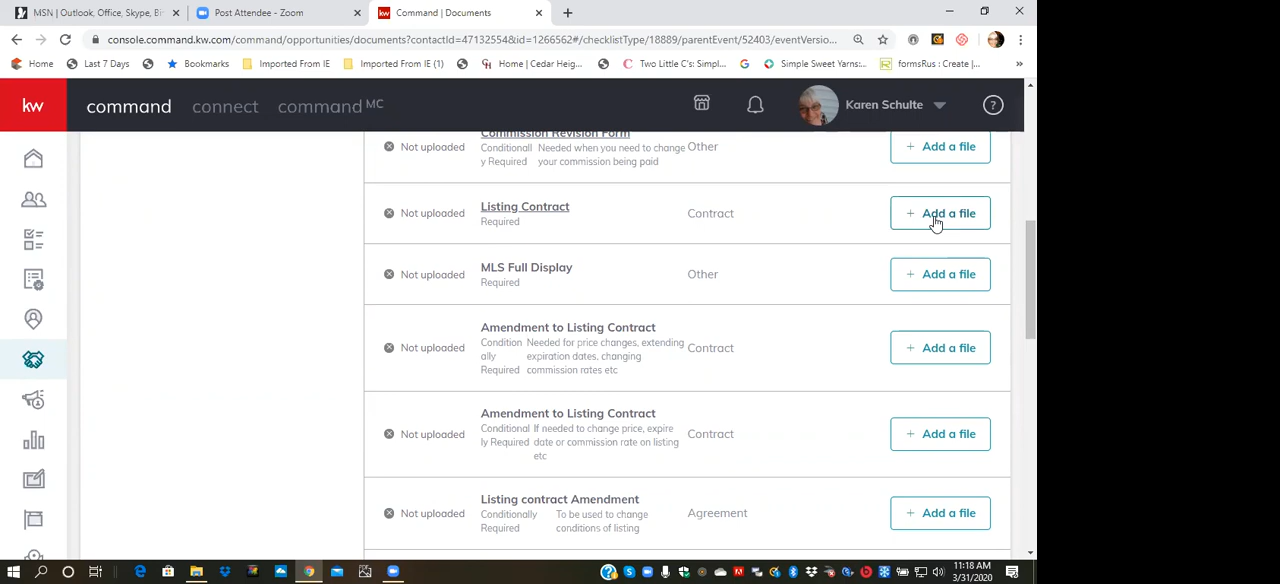 MSN | Outlook, Office, Skype, Bi
Post Attendee - Zoom
Command | Documents
console.command.kw.com/command/opportunities/documents?contactId=47132554&id=1266562#/checklistType/18889/parentEvent/52403/eventVersio...
Home
Last 7 Days
Bookmarks
Imported From IE
Imported From IE (1)
Home | Cedar Heig...
Two Little C's: Simpl...
Simple Sweet Yarns:...
formsRus : Create |...
»
kw
command
connect
command MC
Karen Schulte
?
Commission Revision Form
Not uploaded
Conditionall
y Required
Needed when you need to change
your commission being paid
Other
+ Add a file
Not uploaded
Listing Contract
Required
Contract
+ Add a file
Not uploaded
MLS Full Display
Required
Other
+ Add a file
Not uploaded
Amendment to Listing Contract
Condition
ally
Required
Needed for price changes, extending
expiration dates. changing
commission rates etc
Contract
+ Add a file
Not uploaded
Amendment to Listing Contract
Conditional
ly Required
If needed to change price, expire
date or commission rate on listing
etc
Contract
+ Add a file
Not uploaded
Listing contract Amendment
Conditionally
Required
To be used to change
conditions of listing
Agreement
+ Add a file
11:18 AM
3/31/2020